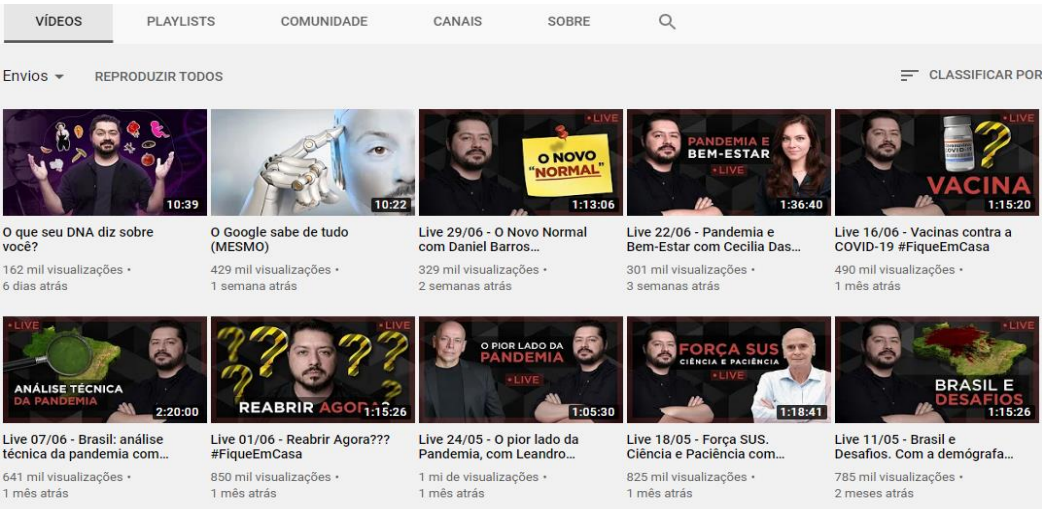 VÍDEOS PLAYLISTS COMUNIDADE CANAIS SOBRE
Envios REPRODUZIR TODOS CLASSIFICAR POR
10:39
O que seu DNA diz sobre
você?
162 mil visualizações •
6 dias atrás
10:22
O Google sabe de tudo
(MESMO)
429 mil visualizações •
1 semana atrás
• LIVE
O NOVO
"NORMAL"
1:13:06
Live 29/06 - O Novo Normal
com Daniel Barros...
329 mil visualizações •
2 semanas atrás
PANDEMIA E
BEM-ESTAR
• LIVE
1:36:40
Live 22/06 - Pandemia e
Bem-Estar com Cecilia Das...
301 mil visualizações •
3 semanas atrás
• LIVE
VACINA
1:15:20
Live 16/06 - Vacinas contra a
COVID-19 #FiqueEmCasa
490 mil visualizações •
1 mês atrás
• LIVE
ANÁLISE TÉCNICA
DA PANDEMIA
2:20:00
Live 07/06 - Brasil: análise
técnica da pandemia com...
641 mil visualizações •
1 mês atrás
• LIVE
????
REABRIR AGORA?
1:15:26
Live 01/06 - Reabrir Agora???
#FiqueEmCasa
850 mil visualizações •
1 mês atrás
O PIOR LADO DA
PANDEMIA
• LIVE
1:05:30
Live 24/05 - O pior lado da
Pandemia, com Leandro...
1 mi de visualizações •
1 mês atrás
FORÇA SUS
CIÊNCIA E PACIÊNCIA
• LIVE
1:18:41
Live 18/05 - Força SUS.
Ciência e Paciência com...
825 mil visualizações •
1 mês atrás
• LIVE
BRASIL E
DESAFIOS
1:15:26
Live 11/05 - Brasil e
Desafios. Com a demógrafa...
785 mil visualizações •
2 meses atrás